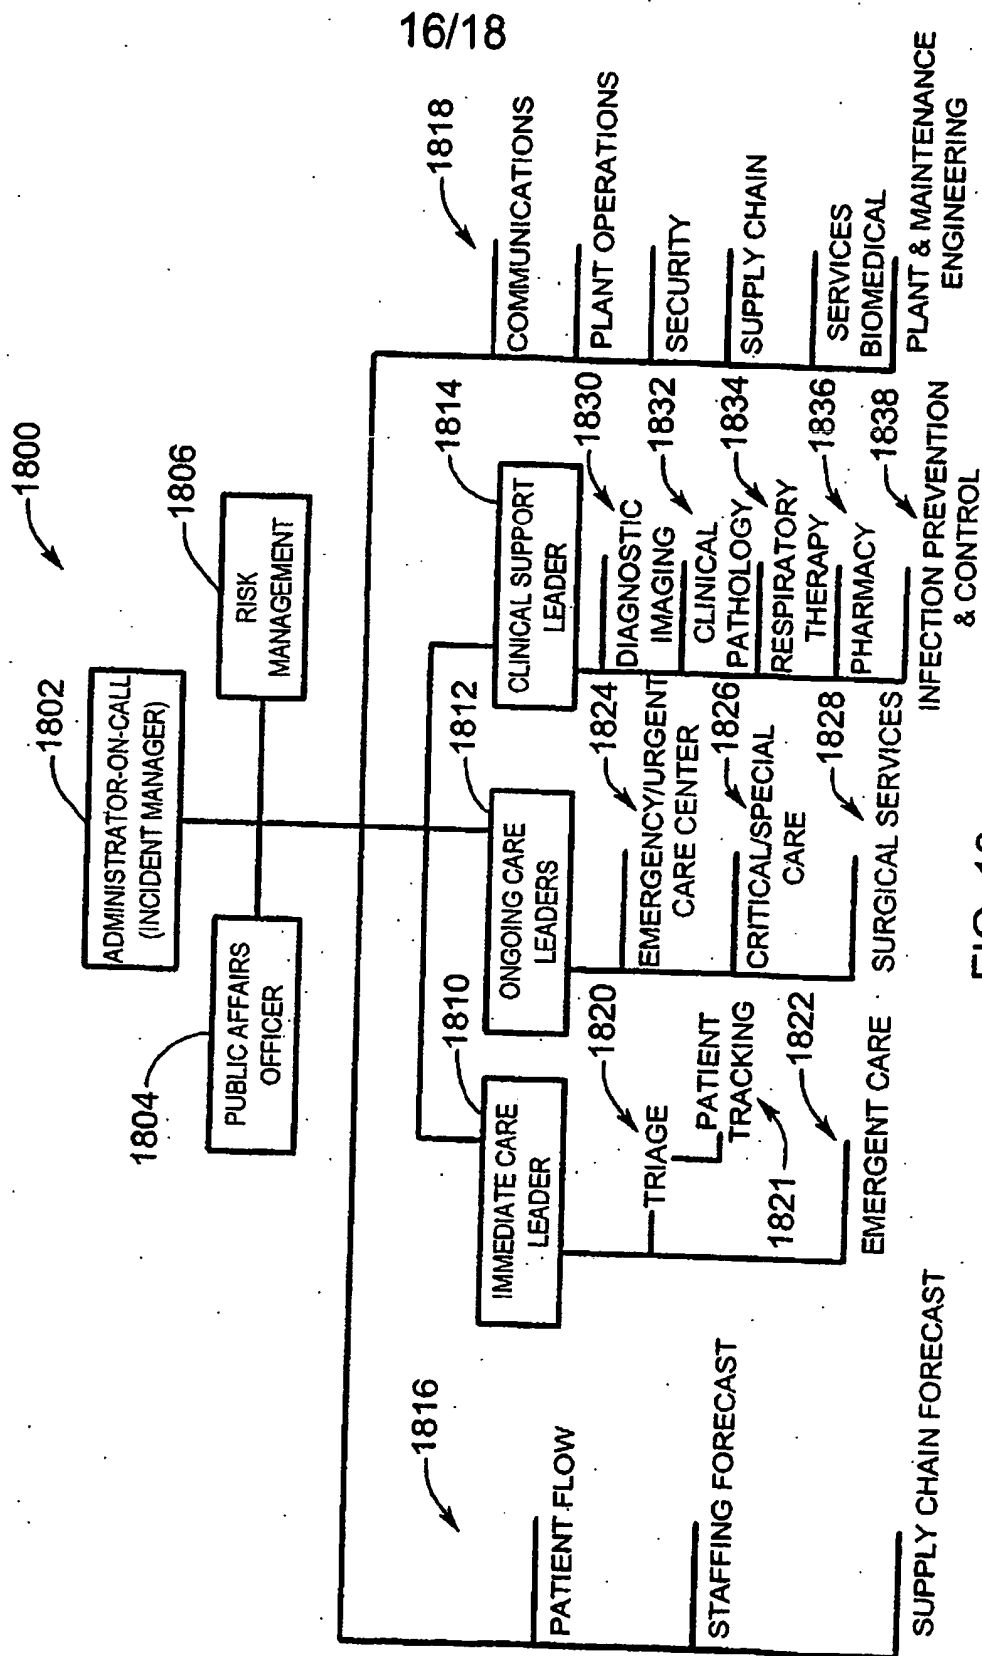 16/18
1800
1802
ADMINISTRATOR-ON-CALL
(INCIDENT MANAGER)
1804
PUBLIC AFFAIRS
OFFICER
1806
RISK
MANAGEMENT
1810
IMMEDIATE CARE
LEADER
1812
ONGOING CARE
LEADERS
1814
CLINICAL SUPPORT
LEADER
1816
PATIENT FLOW
STAFFING FORECAST
SUPPLY CHAIN FORECAST
1820
TRIAGE
PATIENT
TRACKING
1821
1822
EMERGENT CARE
1824
EMERGENCY/URGENT
CARE CENTER
1826
CRITICAL/SPECIAL
CARE
1828
SURGICAL SERVICES
1830
DIAGNOSTIC
IMAGING
1832
CLINICAL
PATHOLOGY
1834
RESPIRATORY
THERAPY
1836
PHARMACY
1838
INFECTION PREVENTION
& CONTROL
1818
COMMUNICATIONS
PLANT OPERATIONS
SECURITY
SUPPLY CHAIN
SERVICES
BIOMEDICAL
PLANT & MAINTENANCE
ENGINEERING